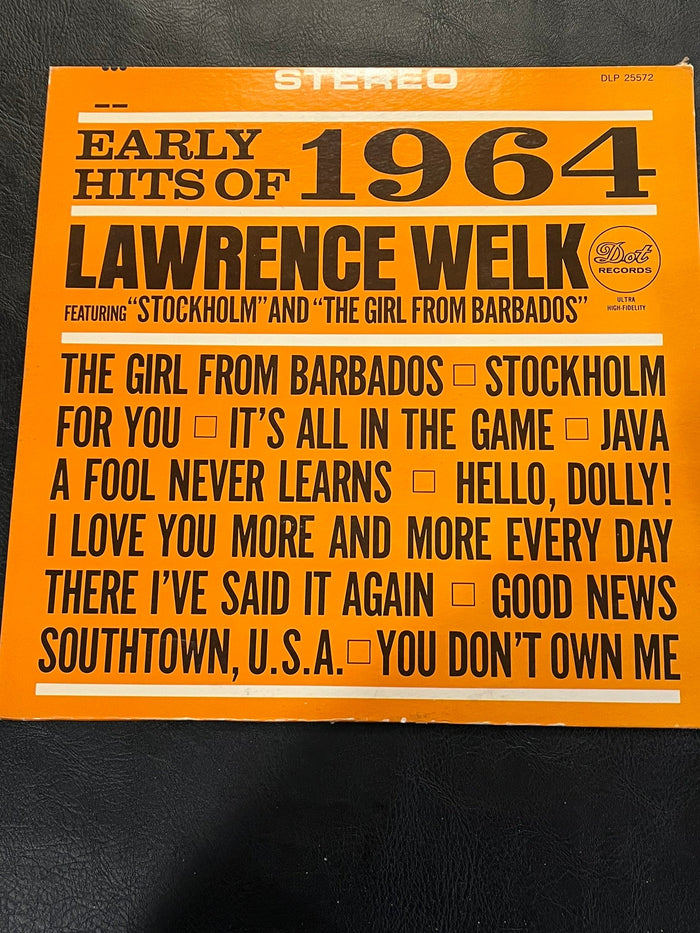 STEREO
DLP 25572
EARLY
HITS OF 1964
LAWRENCE WELK
Dot
RECORDS
ULTRA
HIGH-FIDELITY
FEATURING "STOCKHOLM" AND "THE GIRL FROM BARBADOS"
THE GIRL FROM BARBADOS □ STOCKHOLM
FOR YOU □ IT'S ALL IN THE GAME □ JAVA
A FOOL NEVER LEARNS □ HELLO, DOLLY!
I LOVE YOU MORE AND MORE EVERY DAY
THERE I'VE SAID IT AGAIN □ GOOD NEWS
SOUTHTOWN, U.S.A. □ YOU DON'T OWN ME